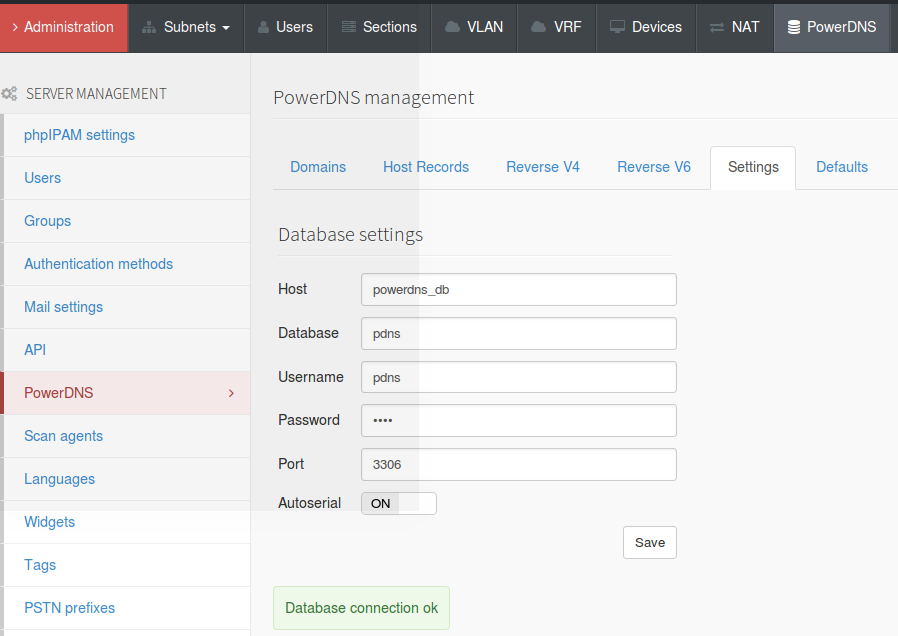 Administration Subnets Users Sections VLAN VRF Devices NAT PowerDNS
SERVER MANAGEMENT
phpIPAM settings
Users
Groups
Authentication methods
Mail settings
API
PowerDNS
Scan agents
Languages
Widgets
Tags
PSTN prefixes
PowerDNS management
Domains Host Records Reverse V4 Reverse V6 Settings Defaults
Database settings
Host powerdns_db
Database pdns
Username pdns
Password ••••
Port 3306
Autoserial ON
Save
Database connection ok